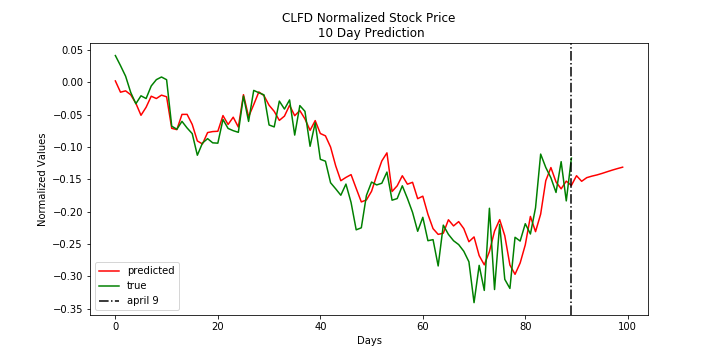 CLFD Normalized Stock Price
10 Day Prediction
0.05
0.00
−0.05
−0.10
−0.15
−0.20
−0.25
−0.30
−0.35
Normalized Values
predicted
true
april 9
0 20 40 60 80 100
Days